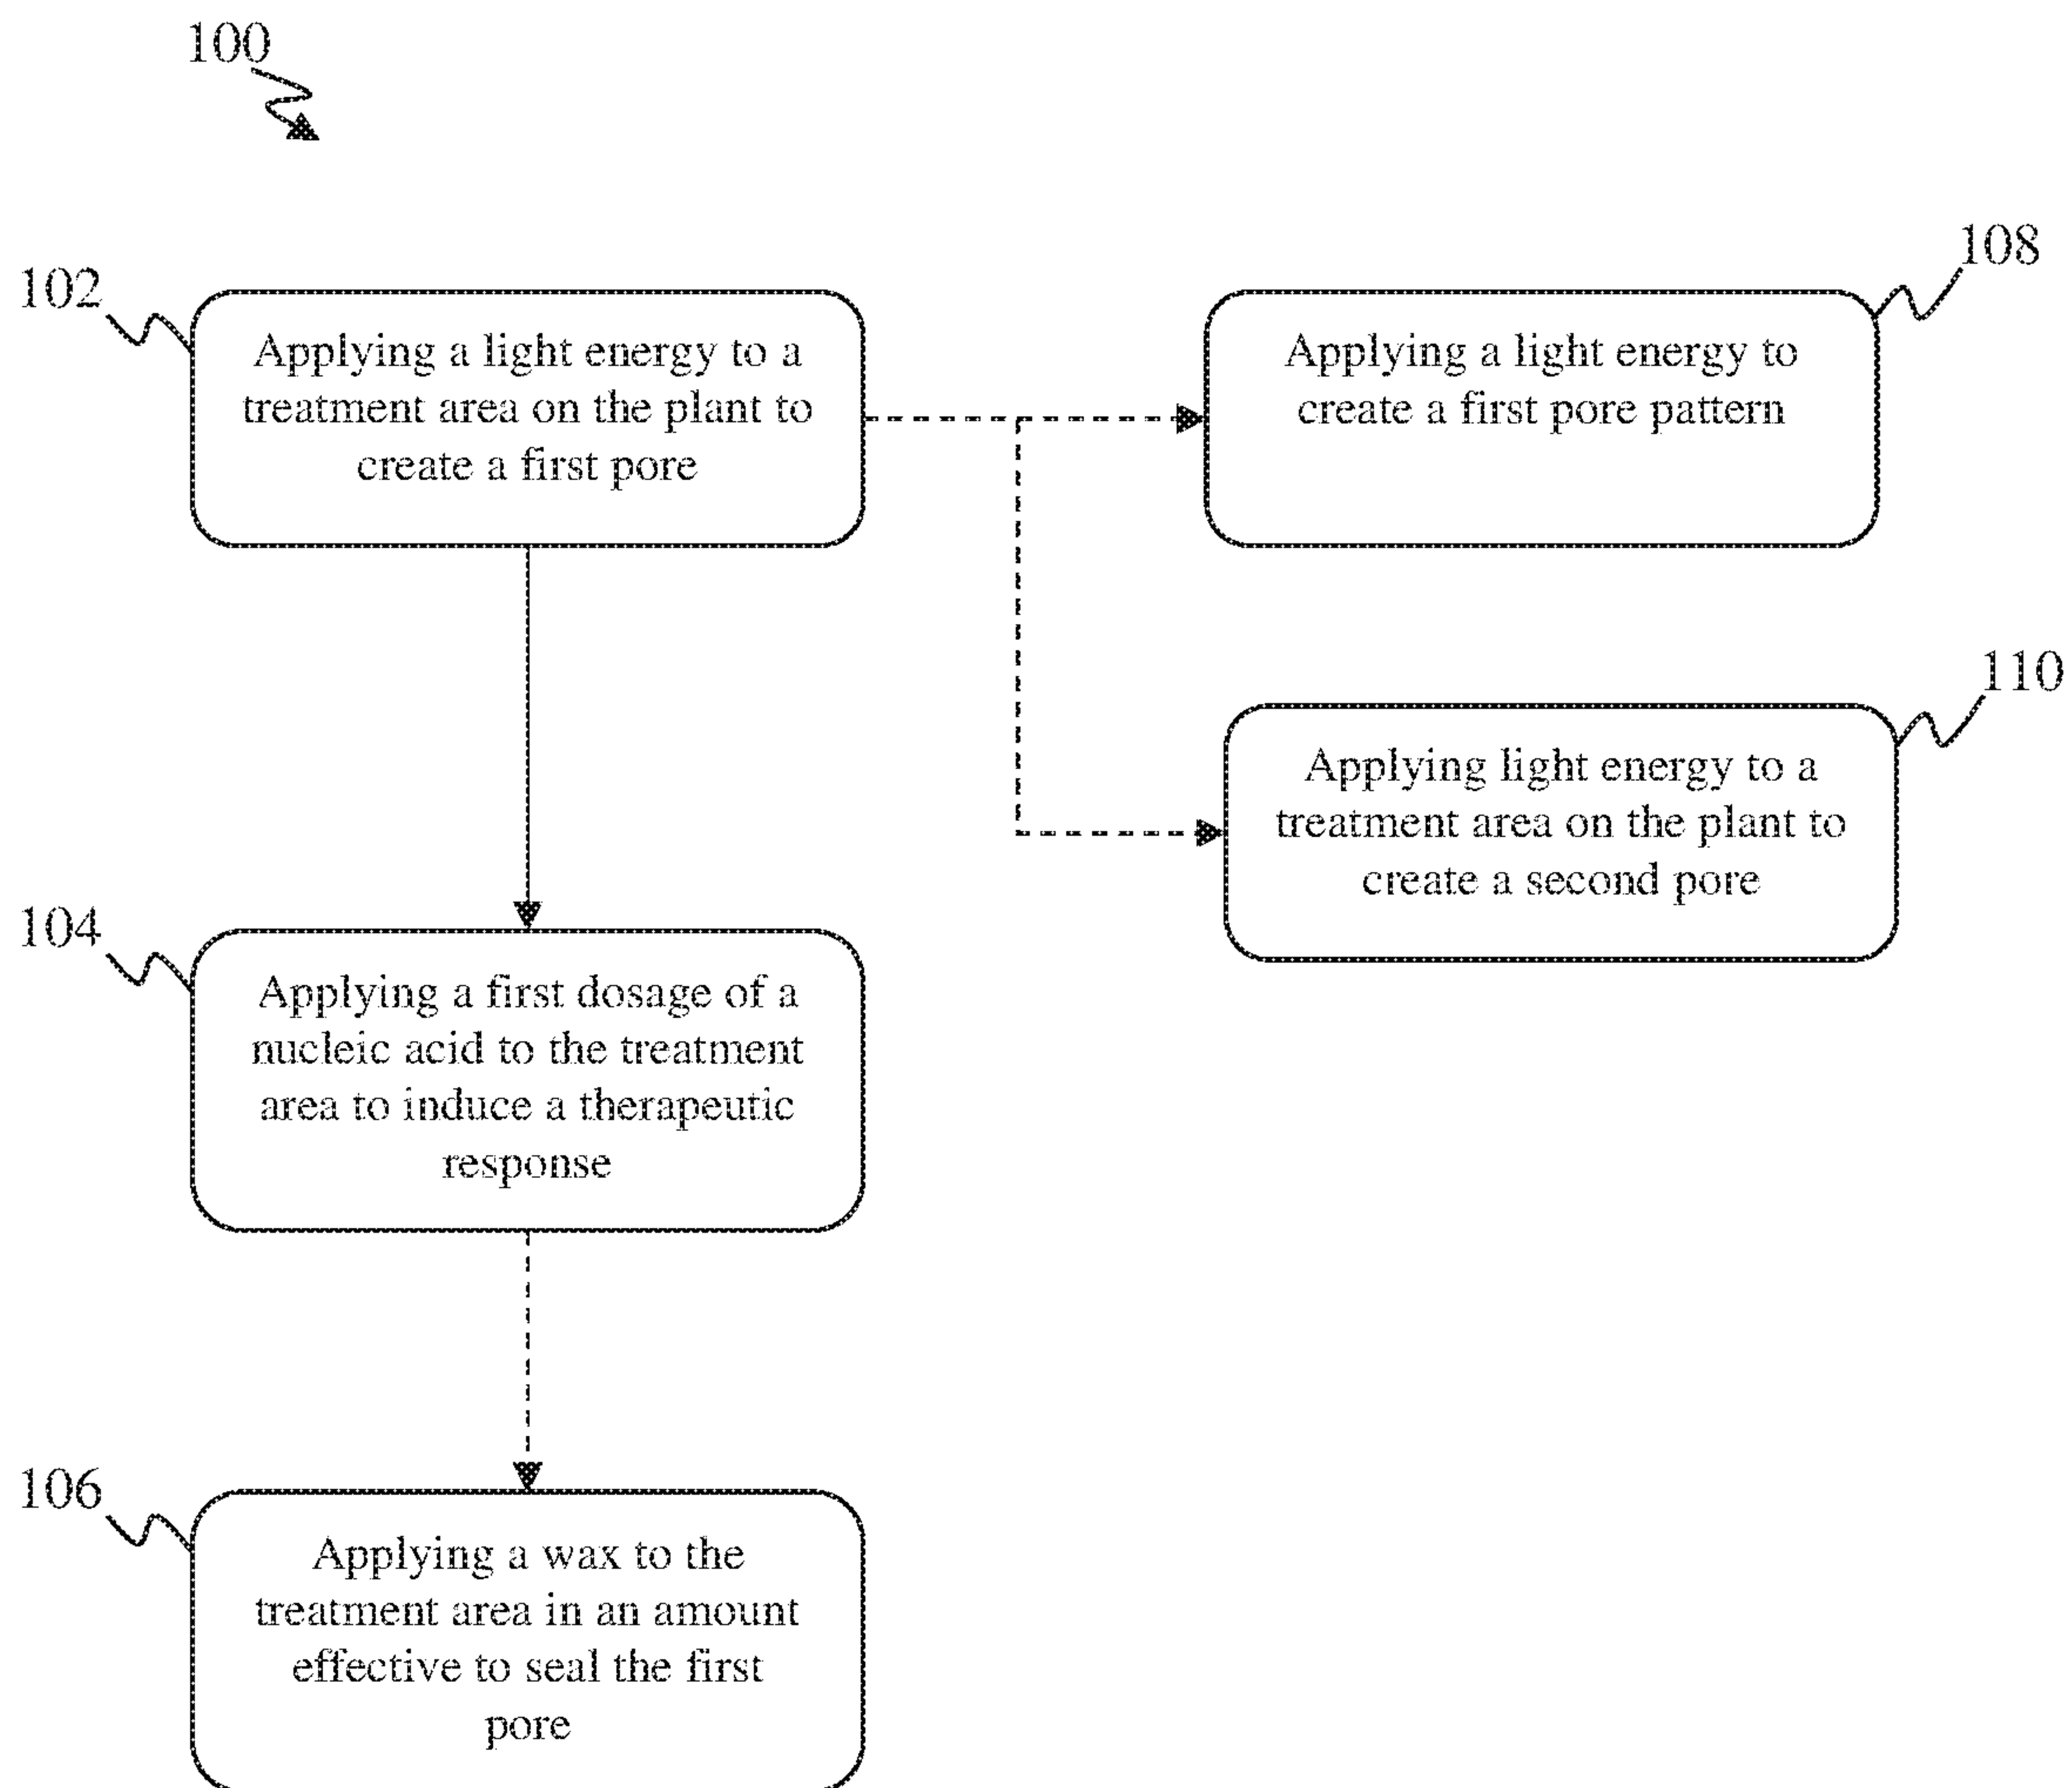 100
102
Applying a light energy to a
treatment area on the plant to
create a first pore
108
Applying a light energy to
create a first pore pattern
110
Applying light energy to a
treatment area on the plant to
create a second pore
104
Applying a first dosage of a
nucleic acid to the treatment
area to induce a therapeutic
response
106
Applying a wax to the
treatment area in an amount
effective to seal the first
pore